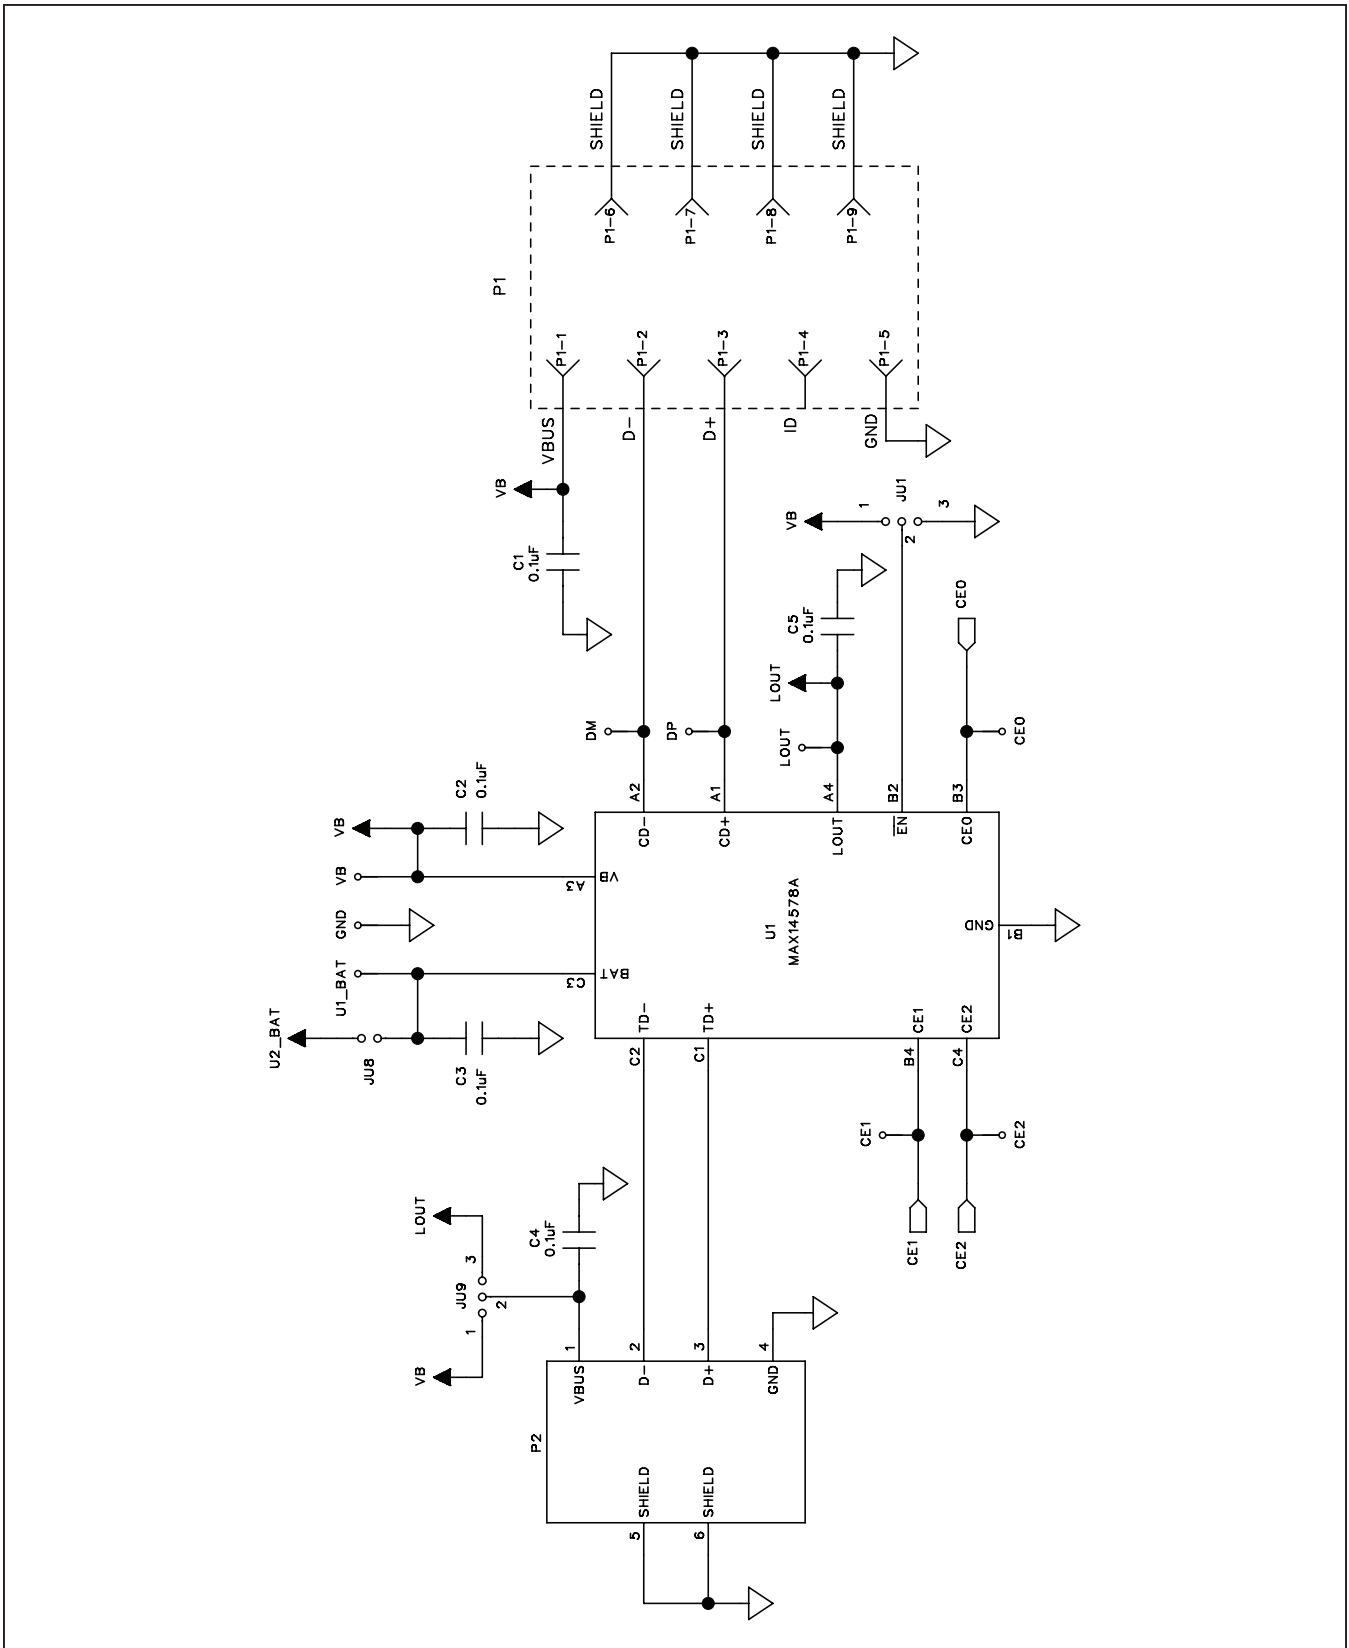 SHIELD
SHIELD
SHIELD
SHIELD
P1-6
P1-7
P1-8
P1-9
P1
P1-1
P1-2
P1-3
P1-4
P1-5
VBUS
D-
D+
ID
GND
VB
C1
0.1uF
VB
1
JU1
2
3
C5
0.1uF
LOUT
LOUT
CE0
CE0
DM
DP
A2
A1
A4
B2
B3
CD-
CD+
LOUT
EN
CE0
VB
C2
0.1uF
VB
A3
VB
GND
U1
MAX14578A
GND
B1
U1_BAT
C3
BAT
U2_BAT
JU8
C3
0.1uF
TD-
TD+
CE1
CE2
C2
C1
B4
C4
CE1
CE2
CE1
CE2
LOUT
3
JU9
2
1
VB
C4
0.1uF
1
2
3
4
VBUS
D-
D+
GND
P2
SHIELD
SHIELD
5
6